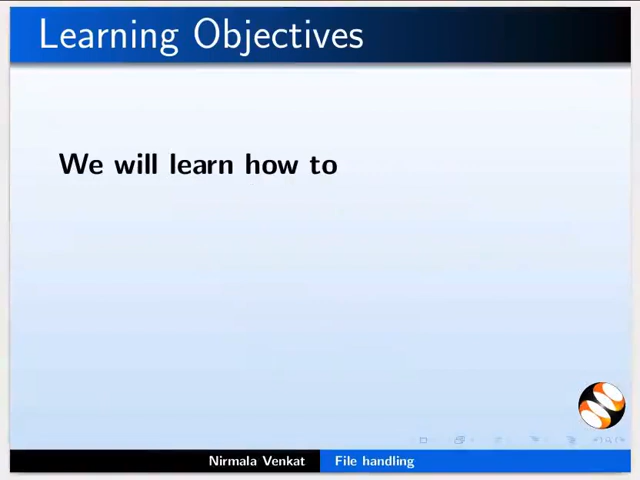 Learning Objectives
We will learn how to
Nirmala Venkat File handling